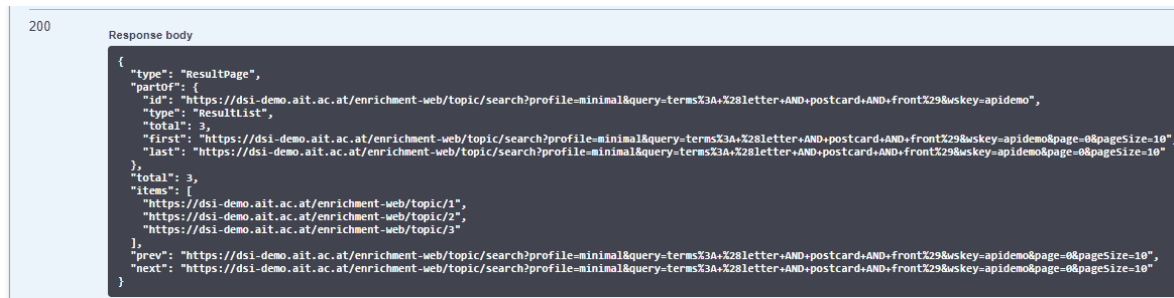 200
Response body
{
  "type": "ResultPage",
  "partOf": {
    "id": "https://dsi-demo.ait.ac.at/enrichment-web/topic/search?profile=minimal&query=terms%3A+%28letter+AND+postcard+AND+front%29&wskey=apidemo",
    "type": "ResultList",
    "total": 3,
    "first": "https://dsi-demo.ait.ac.at/enrichment-web/topic/search?profile=minimal&query=terms%3A+%28letter+AND+postcard+AND+front%29&wskey=apidemo&page=0&pageSize=10",
    "last": "https://dsi-demo.ait.ac.at/enrichment-web/topic/search?profile=minimal&query=terms%3A+%28letter+AND+postcard+AND+front%29&wskey=apidemo&page=0&pageSize=10"
  },
  "total": 3,
  "items": [
    "https://dsi-demo.ait.ac.at/enrichment-web/topic/1",
    "https://dsi-demo.ait.ac.at/enrichment-web/topic/2",
    "https://dsi-demo.ait.ac.at/enrichment-web/topic/3"
  ],
  "prev": "https://dsi-demo.ait.ac.at/enrichment-web/topic/search?profile=minimal&query=terms%3A+%28letter+AND+postcard+AND+front%29&wskey=apidemo&page=0&pageSize=10",
  "next": "https://dsi-demo.ait.ac.at/enrichment-web/topic/search?profile=minimal&query=terms%3A+%28letter+AND+postcard+AND+front%29&wskey=apidemo&page=0&pageSize=10"
}